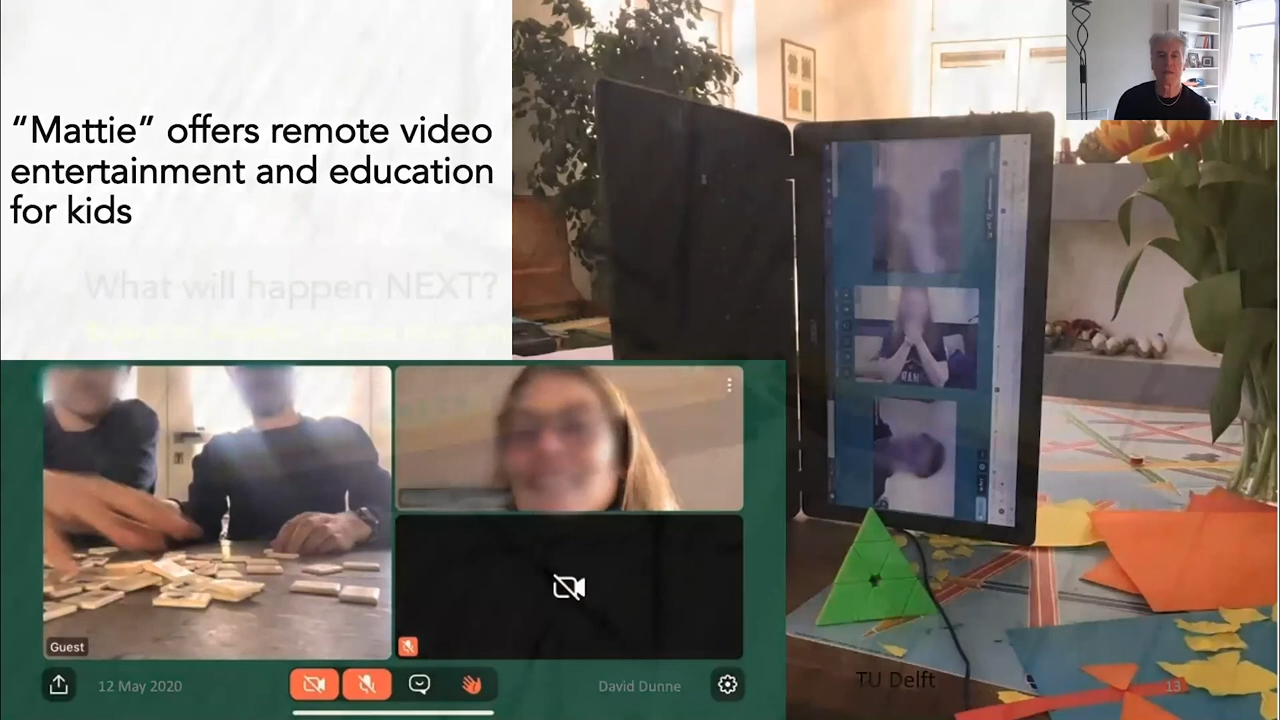 “Mattie” offers remote video
entertainment and education
for kids
What will happen NEXT?
Guest
12 May 2020
David Dunne
TU Delft
13